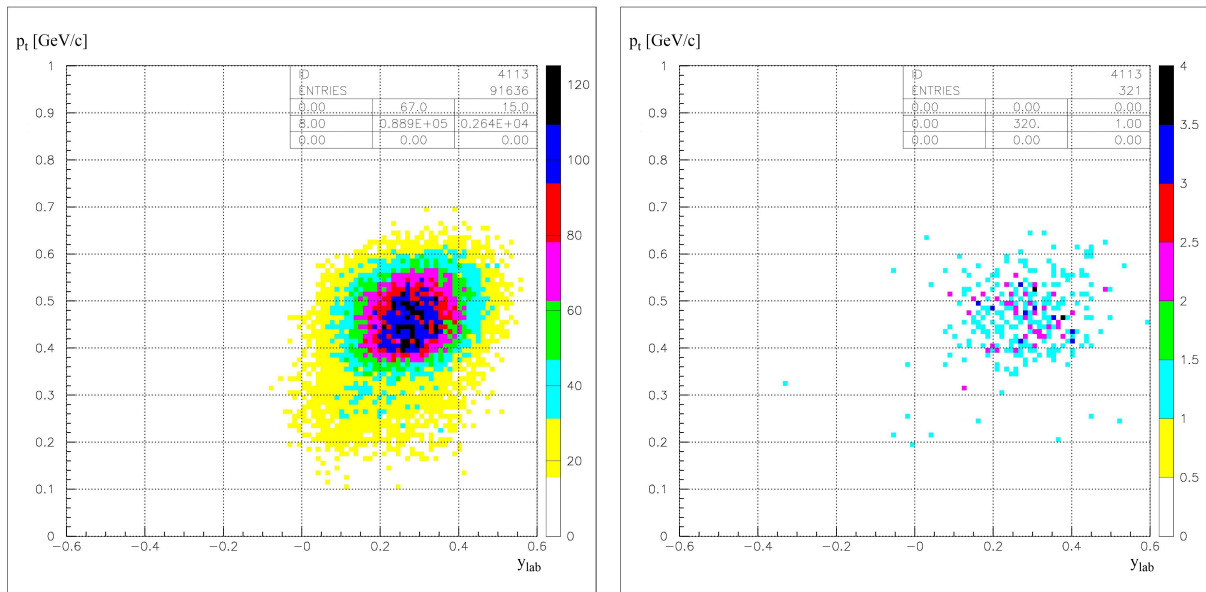 p_t [GeV/c]
1
0.9
0.8
0.7
0.6
0.5
0.4
0.3
0.2
0.1
0
−0.6 −0.4 −0.2 −0 0.2 0.4 0.6
y_lab
ID 4113
ENTRIES 91636
0.00 67.0 15.0
8.00 0.889E+05 0.264E+04
0.00 0.00 0.00
120
100
80
60
40
20
0
p_t [GeV/c]
1
0.9
0.8
0.7
0.6
0.5
0.4
0.3
0.2
0.1
0
−0.6 −0.4 −0.2 −0 0.2 0.4 0.6
y_lab
ID 4113
ENTRIES 321
0.00 0.00 0.00
0.00 320. 1.00
0.00 0.00 0.00
4
3.5
3
2.5
2
1.5
1
0.5
0